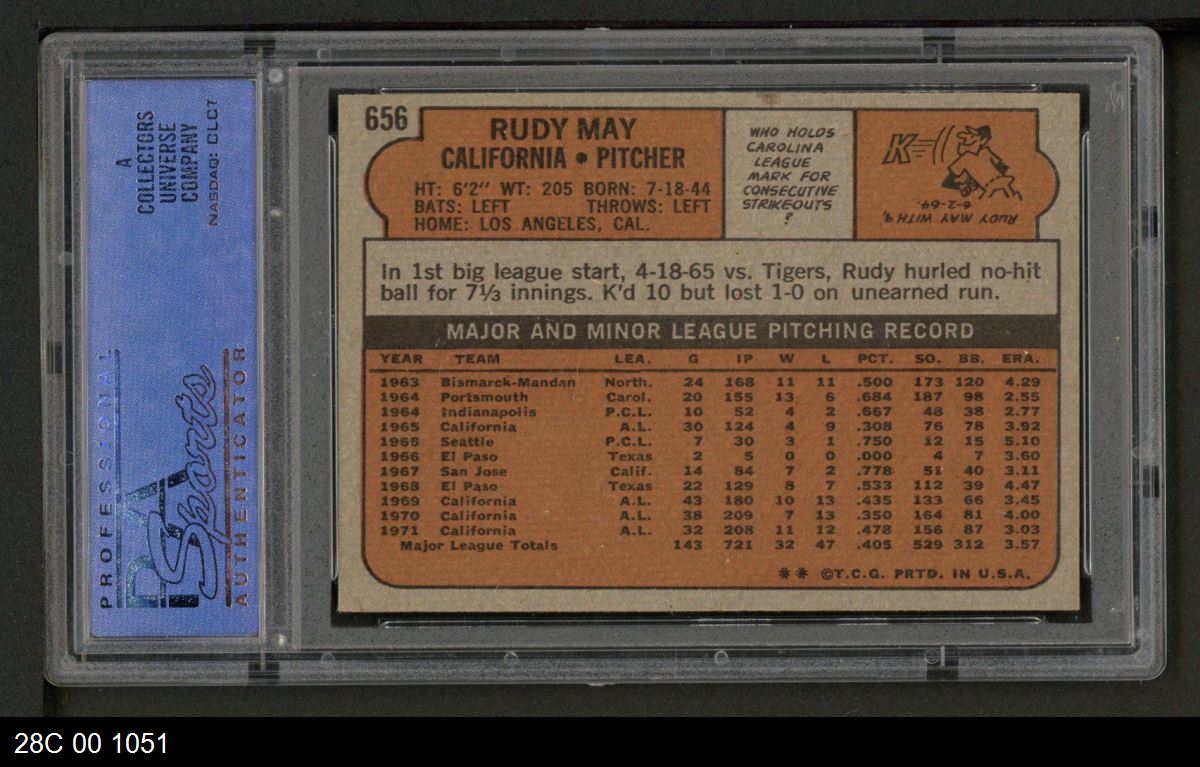 A
COLLECTORS
UNIVERSE
COMPANY
NASDAQ: CLCT
PROFESSIONAL
PSA
Sports
AUTHENTICATOR
656
RUDY MAY
CALIFORNIA • PITCHER
HT: 6'2" WT: 205 BORN: 7-18-44
BATS: LEFT THROWS: LEFT
HOME: LOS ANGELES, CAL.
WHO HOLDS
CAROLINA
LEAGUE
MARK FOR
CONSECUTIVE
STRIKEOUTS
?
K
RUDY MAY WITH 9,
6-2-64.
In 1st big league start, 4-18-65 vs. Tigers, Rudy hurled no-hit
ball for 7⅓ innings. K'd 10 but lost 1-0 on unearned run.
MAJOR AND MINOR LEAGUE PITCHING RECORD
YEAR TEAM LEA. G IP W L PCT. SO. BB. ERA.
1963 Bismarck-Mandan North. 24 168 11 11 .500 173 120 4.29
1964 Portsmouth Carol. 20 155 13 6 .684 187 98 2.55
1964 Indianapolis P.C.L. 10 52 4 2 .667 48 38 2.77
1965 California A.L. 30 124 4 9 .308 76 78 3.92
1966 Seattle P.C.L. 7 30 3 1 .750 12 15 5.10
1966 El Paso Texas 2 5 0 0 .000 4 7 3.60
1967 San Jose Calif. 14 84 7 2 .778 51 40 3.11
1968 El Paso Texas 22 129 8 7 .533 112 39 4.47
1969 California A.L. 43 180 10 13 .435 133 66 3.45
1970 California A.L. 38 209 7 13 .350 164 81 4.00
1971 California A.L. 32 208 11 12 .478 156 87 3.03
Major League Totals 143 721 32 47 .405 529 312 3.57
** ©T.C.G. PRTD. IN U.S.A.
28C 00 1051